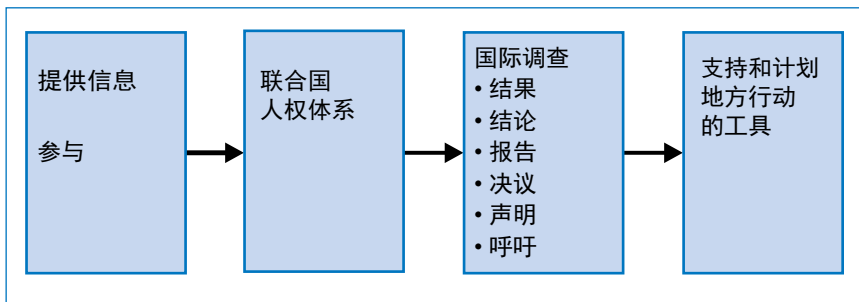 提供信息
参与
联合国
人权体系
国际调查
• 结果
• 结论
• 报告
• 决议
• 声明
• 呼吁
支持和计划
地方行动
的工具